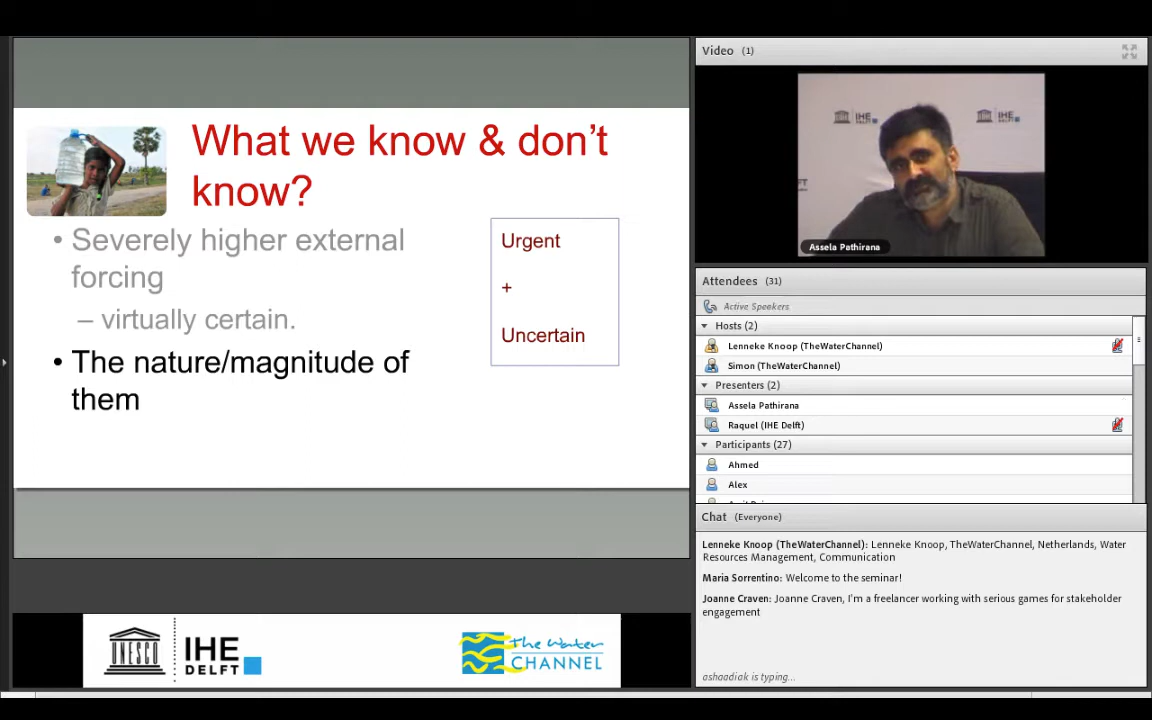 What we know & don't
know?
• Severely higher external
forcing
– virtually certain.
• The nature/magnitude of
them
Urgent
+
Uncertain
UNESCO
IHE
DELFT
The Water
CHANNEL
Video (1)
IHE
IHE
Assela Pathirana
Attendees (31)
Active Speakers
Hosts (2)
Lenneke Knoop (TheWaterChannel)
Simon (TheWaterChannel)
Presenters (2)
Assela Pathirana
Raquel (IHE Delft)
Participants (27)
Ahmed
Alex
Chat (Everyone)
Lenneke Knoop (TheWaterChannel): Lenneke Knoop, TheWaterChannel, Netherlands, Water
Resources Management, Communication
Maria Sorrentino: Welcome to the seminar!
Joanne Craven: Joanne Craven, I'm a freelancer working with serious games for stakeholder
engagement
ashaadiak is typing...